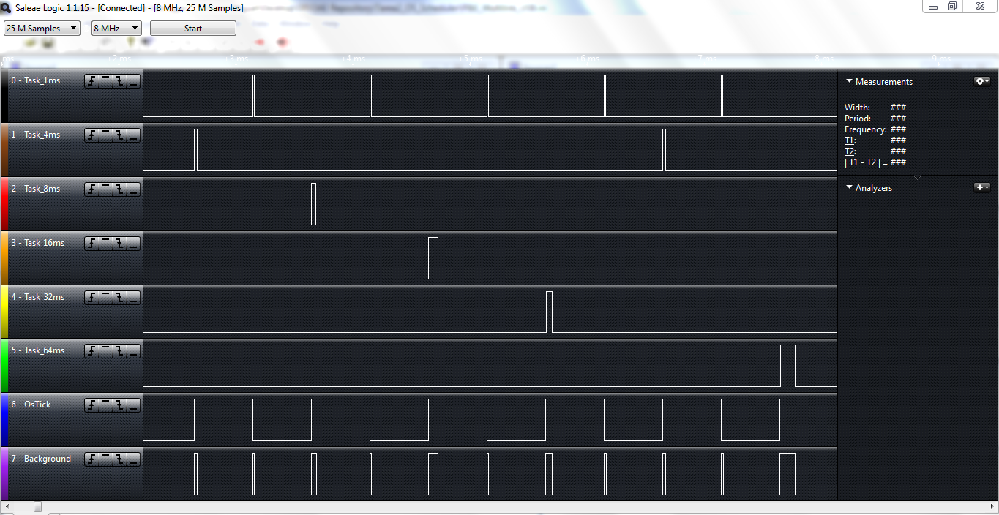 Saleae Logic 1.1.15 - [Connected] - [8 MHz, 25 M Samples]
25 M Samples 8 MHz Start
ms +2 ms +3 ms +4 ms +5 ms +6 ms +7 ms +8 ms +9 ms
0 - Task_1ms
1 - Task_4ms
2 - Task_8ms
3 - Task_16ms
4 - Task_32ms
5 - Task_64ms
6 - OsTick
7 - Background
Measurements
Width: ###
Period: ###
Frequency: ###
T1: ###
T2: ###
| T1 - T2 | = ###
Analyzers